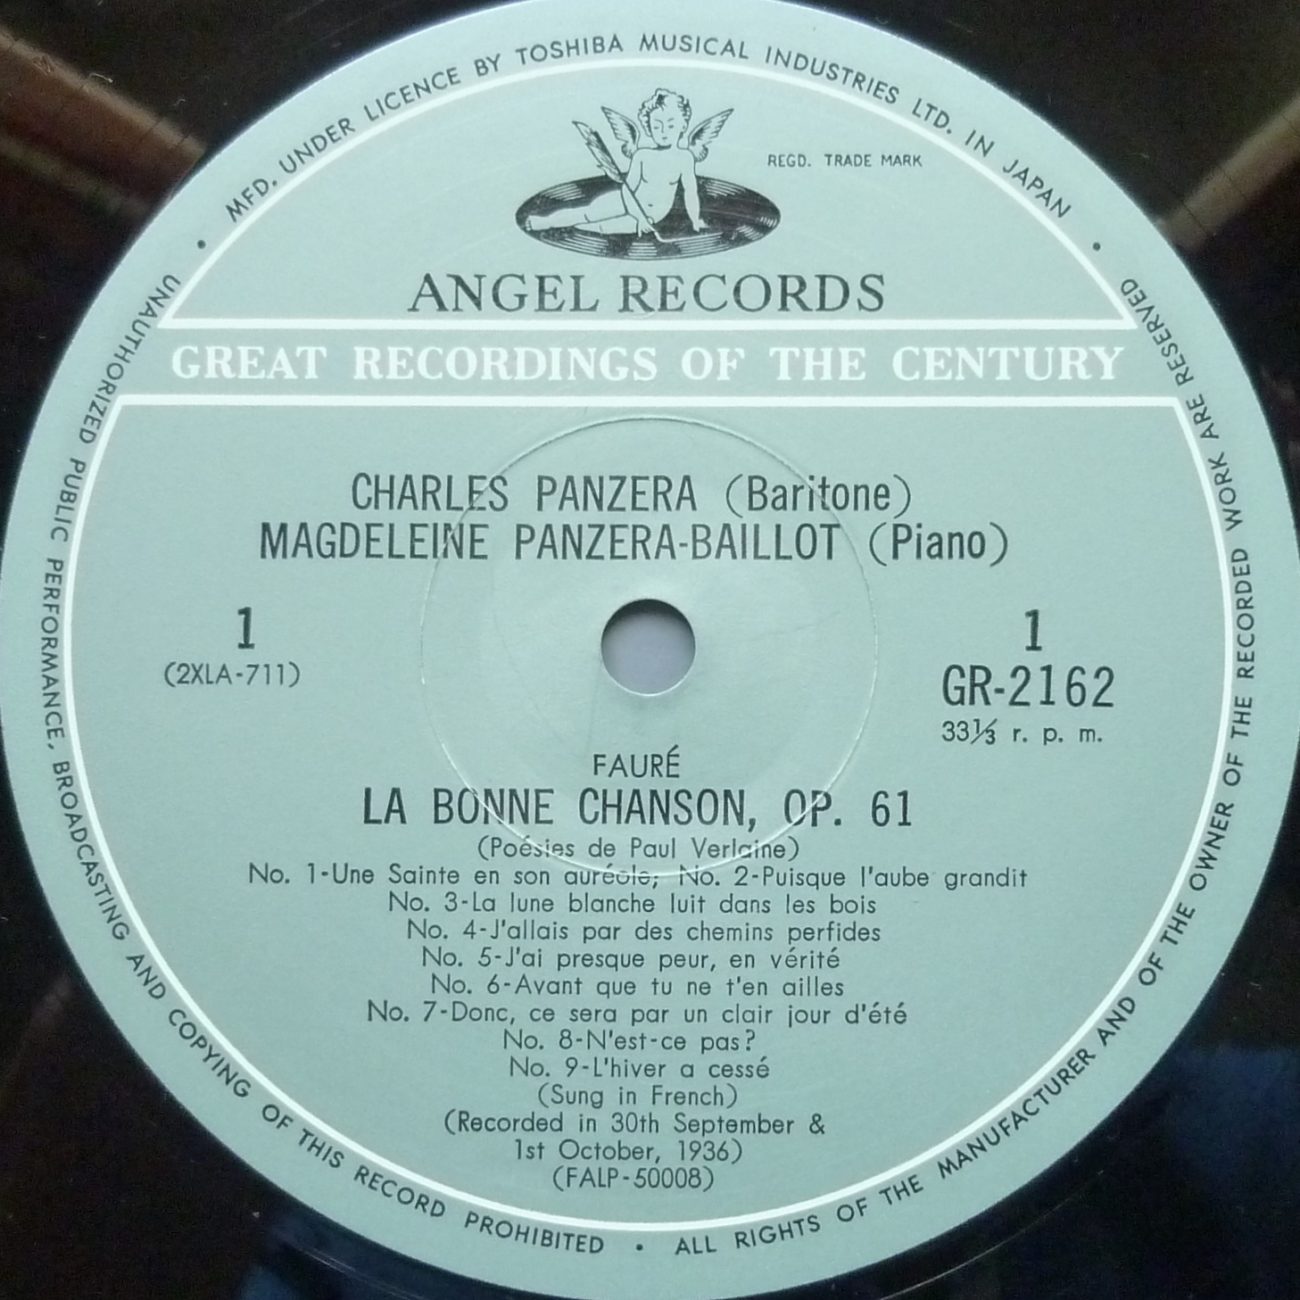 MFD. UNDER LICENCE BY TOSHIBA MUSICAL INDUSTRIES LTD. IN JAPAN
REGD. TRADE MARK
ANGEL RECORDS
GREAT RECORDINGS OF THE CENTURY
CHARLES PANZERA (Baritone)
MAGDELEINE PANZERA-BAILLOT (Piano)
1
(2XLA-711)
1
GR-2162
33⅓ r. p. m.
FAURÉ
LA BONNE CHANSON, OP. 61
(Poésies de Paul Verlaine)
No. 1-Une Sainte en son auréole; No. 2-Puisque l'aube grandit
No. 3-La lune blanche luit dans les bois
No. 4-J'allais par des chemins perfides
No. 5-J'ai presque peur, en vérité
No. 6-Avant que tu ne t'en ailles
No. 7-Donc, ce sera par un clair jour d'été
No. 8-N'est-ce pas?
No. 9-L'hiver a cessé
(Sung in French)
(Recorded in 30th September &
1st October, 1936)
(FALP-50008)
UNAUTHORIZED PUBLIC PERFORMANCE, BROADCASTING AND COPYING OF THIS RECORD PROHIBITED • ALL RIGHTS OF THE MANUFACTURER AND OF THE OWNER OF THE RECORDED WORK ARE RESERVED